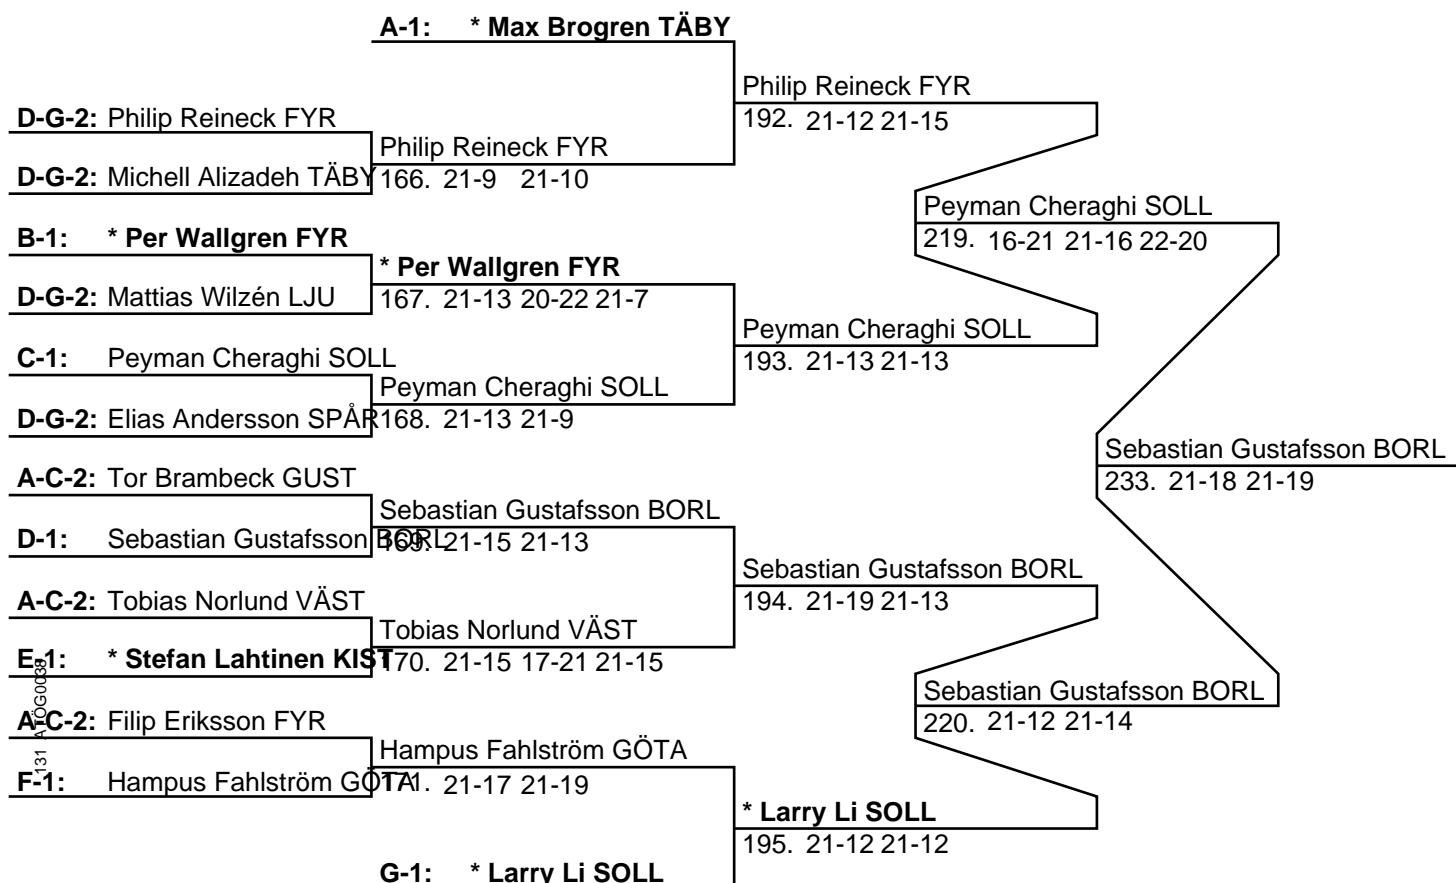 A-1: * Max Brogren TÄBY
Philip Reineck FYR
192. 21-12 21-15
D-G-2: Philip Reineck FYR
Philip Reineck FYR
D-G-2: Michell Alizadeh TÄBY
166. 21-9 21-10
Peyman Cheraghi SOLL
219. 16-21 21-16 22-20
B-1: * Per Wallgren FYR
* Per Wallgren FYR
D-G-2: Mattias Wilzén LJU
167. 21-13 20-22 21-7
Peyman Cheraghi SOLL
193. 21-13 21-13
C-1: Peyman Cheraghi SOLL
Peyman Cheraghi SOLL
D-G-2: Elias Andersson SPÅR
168. 21-13 21-9
Sebastian Gustafsson BORL
233. 21-18 21-19
A-C-2: Tor Brambeck GUST
Sebastian Gustafsson BORL
D-1: Sebastian Gustafsson BORL
169. 21-15 21-13
Sebastian Gustafsson BORL
194. 21-19 21-13
A-C-2: Tobias Norlund VÄST
Tobias Norlund VÄST
E-1: * Stefan Lahtinen KIST
170. 21-15 17-21 21-15
Sebastian Gustafsson BORL
220. 21-12 21-14
A-C-2: Filip Eriksson FYR
Hampus Fahlström GÖTA
F-1: Hampus Fahlström GÖTA
171. 21-17 21-19
* Larry Li SOLL
195. 21-12 21-12
G-1: * Larry Li SOLL
131